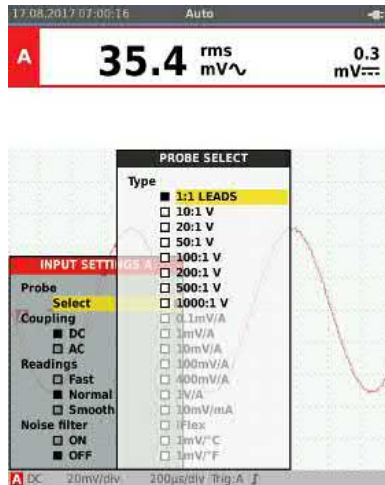 17.08.2017 07:00:16 Auto
A 35.4 rms mV 0.3 mV
PROBE SELECT
Type
1:1 LEADS
10:1 V
20:1 V
50:1 V
100:1 V
200:1 V
500:1 V
1000:1 V
0.1mV/A
1mV/A
10mV/A
100mV/A
400mV/A
1V/A
10mV/mA
iFlex
1mV/°C
1mV/°F
INPUT SETTINGS A
Probe
Select
Coupling
DC
AC
Readings
Fast
Normal
Smooth
Noise filter
ON
OFF
A DC 20mV/div 200µs/div Trig:A